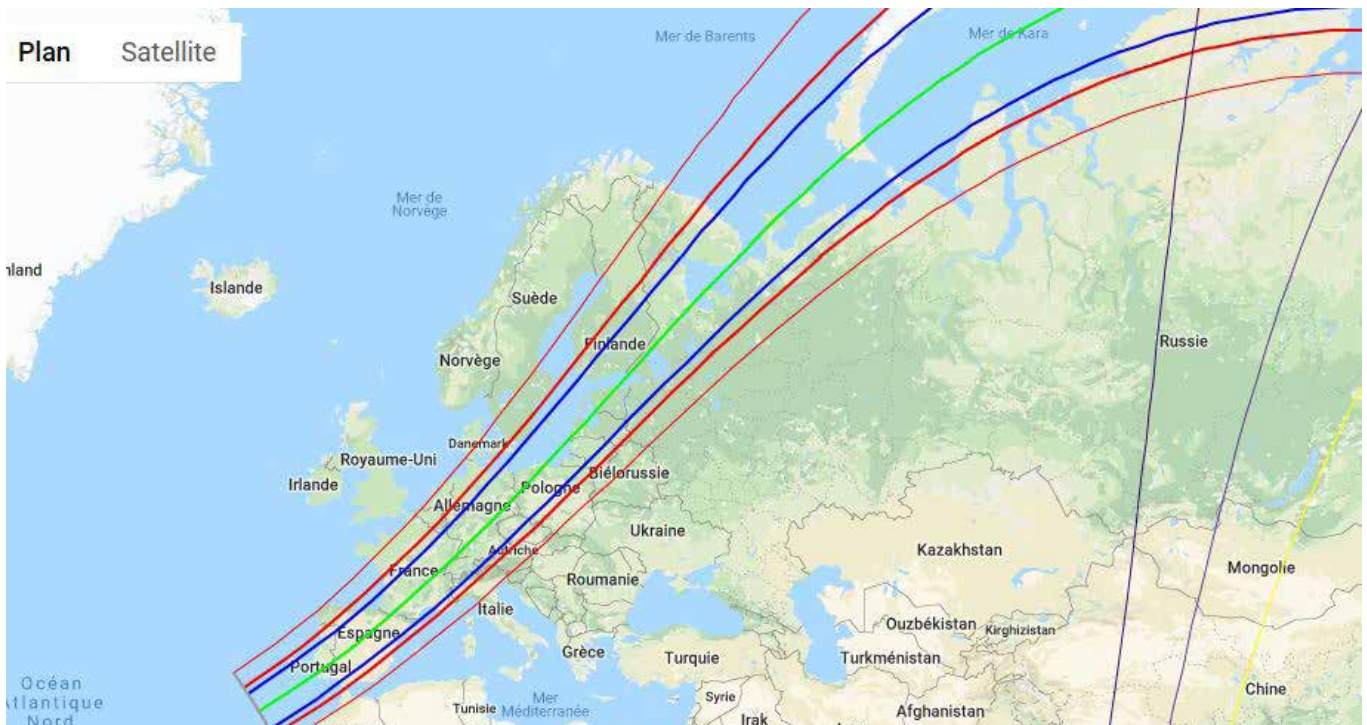 Plan Satellite
Mer de Barents
Mer de Kara
Mer de
Norvège
nland
Islande
Suède
Finlande
Norvège
Russie
Danemark
Royaume-Uni
Irlande
Biélorussie
Pologne
Allemagne
Ukraine
Autriche
Kazakhstan
France
Roumanie
Mongolie
Italie
Ouzbékistan
Kirghizistan
Espagne
Grèce
Turquie
Turkménistan
Portugal
Océan
Atlantique
Nord
Chine
Syrie
Mer
Méditerranée
Tunisie
Irak
Afghanistan